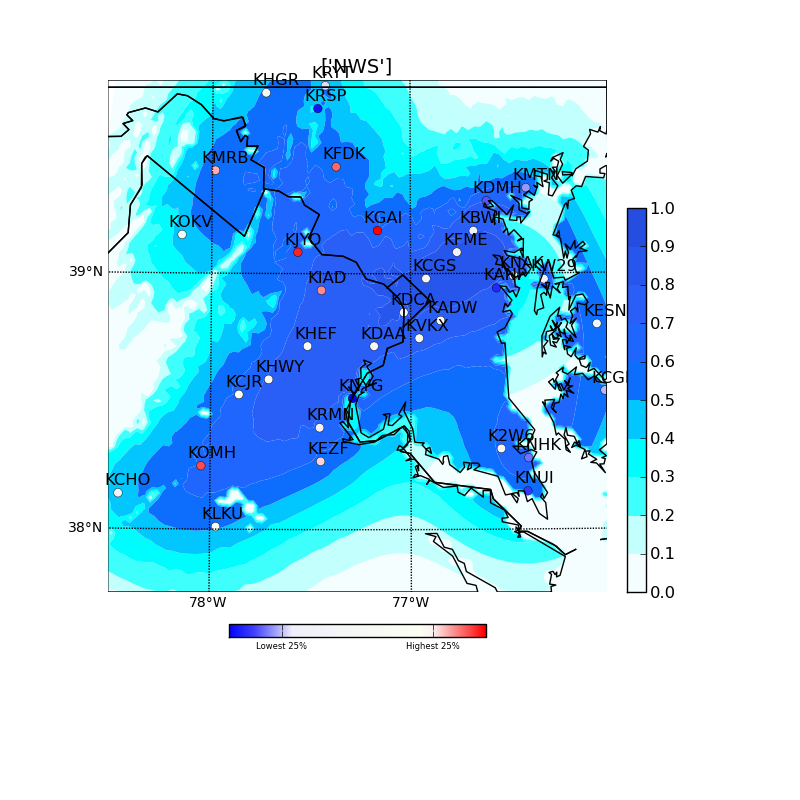 ['NWS']
KRYT
KHGR
KRSP
KFDK
KMRB
KMTN
KDMH
KOKV
KGAI
KBWI
KJYO
KFME
39°N
KIAD
KCGS
KNAK
KW29
KANP
KDCA
KADW
KESN
KHEF
KDAA
KVKX
KHWY
KCJR
KNYG
KCGE
KRMN
K2W6
KNHK
KOMH
KEZF
KCHO
KNUI
KLKU
38°N
78°W
77°W
1.0
0.9
0.8
0.7
0.6
0.5
0.4
0.3
0.2
0.1
0.0
Lowest 25%
Highest 25%